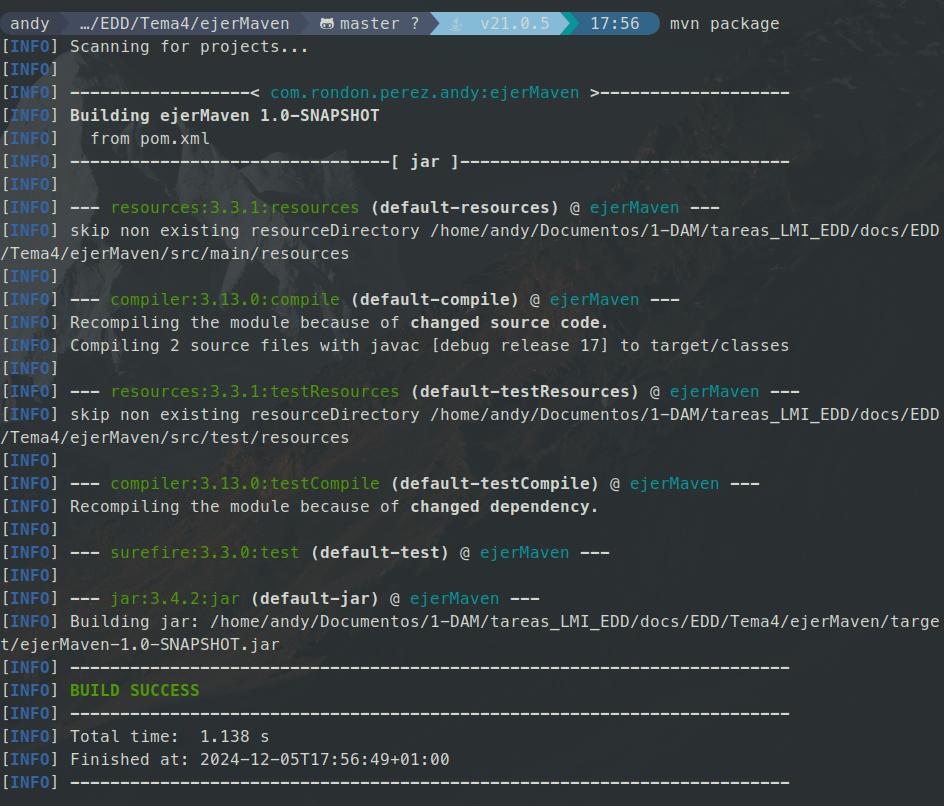 andy …/EDD/Tema4/ejerMaven master ? v21.0.5 17:56 mvn package
[INFO] Scanning for projects...
[INFO]
[INFO] ------------------< com.rondon.perez.andy:ejerMaven >-------------------
[INFO] Building ejerMaven 1.0-SNAPSHOT
[INFO]   from pom.xml
[INFO] --------------------------------[ jar ]---------------------------------
[INFO]
[INFO] --- resources:3.3.1:resources (default-resources) @ ejerMaven ---
[INFO] skip non existing resourceDirectory /home/andy/Documentos/1-DAM/tareas_LMI_EDD/docs/EDD
/Tema4/ejerMaven/src/main/resources
[INFO]
[INFO] --- compiler:3.13.0:compile (default-compile) @ ejerMaven ---
[INFO] Recompiling the module because of changed source code.
[INFO] Compiling 2 source files with javac [debug release 17] to target/classes
[INFO]
[INFO] --- resources:3.3.1:testResources (default-testResources) @ ejerMaven ---
[INFO] skip non existing resourceDirectory /home/andy/Documentos/1-DAM/tareas_LMI_EDD/docs/EDD
/Tema4/ejerMaven/src/test/resources
[INFO]
[INFO] --- compiler:3.13.0:testCompile (default-testCompile) @ ejerMaven ---
[INFO] Recompiling the module because of changed dependency.
[INFO]
[INFO] --- surefire:3.3.0:test (default-test) @ ejerMaven ---
[INFO]
[INFO] --- jar:3.4.2:jar (default-jar) @ ejerMaven ---
[INFO] Building jar: /home/andy/Documentos/1-DAM/tareas_LMI_EDD/docs/EDD/Tema4/ejerMaven/targe
t/ejerMaven-1.0-SNAPSHOT.jar
[INFO] ------------------------------------------------------------------------
[INFO] BUILD SUCCESS
[INFO] ------------------------------------------------------------------------
[INFO] Total time:  1.138 s
[INFO] Finished at: 2024-12-05T17:56:49+01:00
[INFO] ------------------------------------------------------------------------